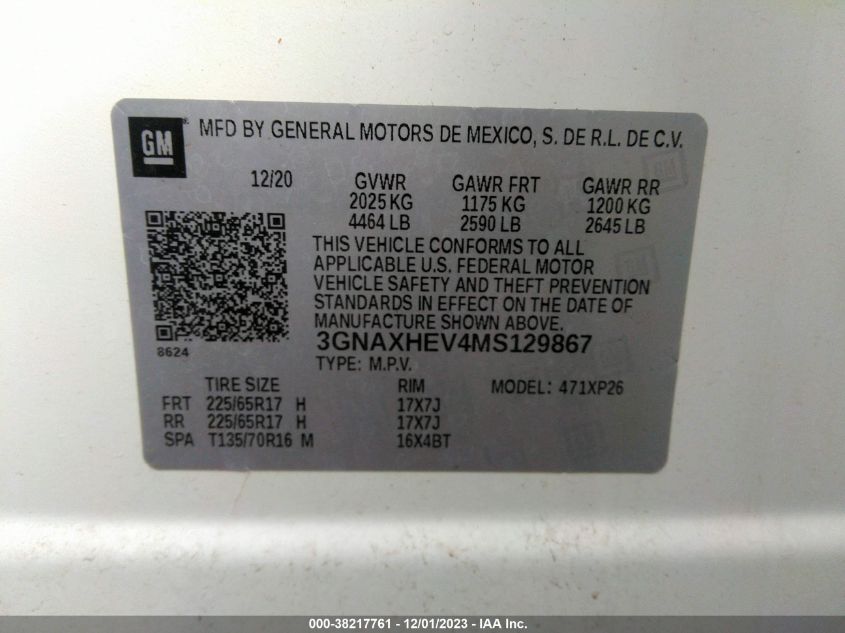 GM
MFD BY GENERAL MOTORS DE MEXICO, S. DE R.L. DE C.V.
12/20 GVWR GAWR FRT GAWR RR
2025 KG 1175 KG 1200 KG
4464 LB 2590 LB 2645 LB
THIS VEHICLE CONFORMS TO ALL
APPLICABLE U.S. FEDERAL MOTOR
VEHICLE SAFETY AND THEFT PREVENTION
STANDARDS IN EFFECT ON THE DATE OF
MANUFACTURE SHOWN ABOVE.
8624 3GNAXHEV4MS129867
TYPE: M.P.V.
TIRE SIZE RIM MODEL: 471XP26
FRT 225/65R17 H 17X7J
RR 225/65R17 H 17X7J
SPA T135/70R16 M 16X4BT
000-38217761 - 12/01/2023 - IAA Inc.